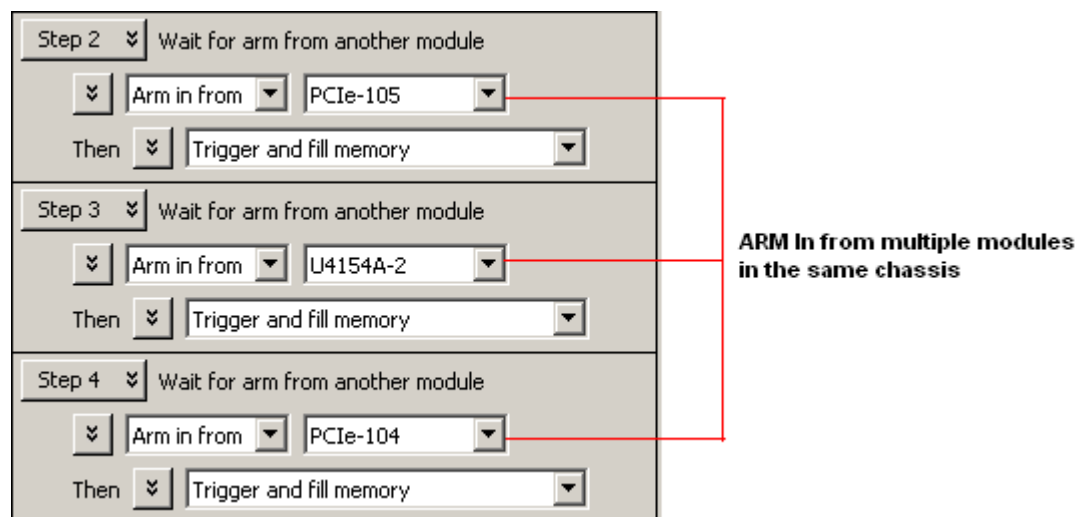 Step 2 Wait for arm from another module
Arm in from PCIe-105
Then Trigger and fill memory
Step 3 Wait for arm from another module
Arm in from U4154A-2
Then Trigger and fill memory
Step 4 Wait for arm from another module
Arm in from PCIe-104
Then Trigger and fill memory
ARM In from multiple modules
in the same chassis